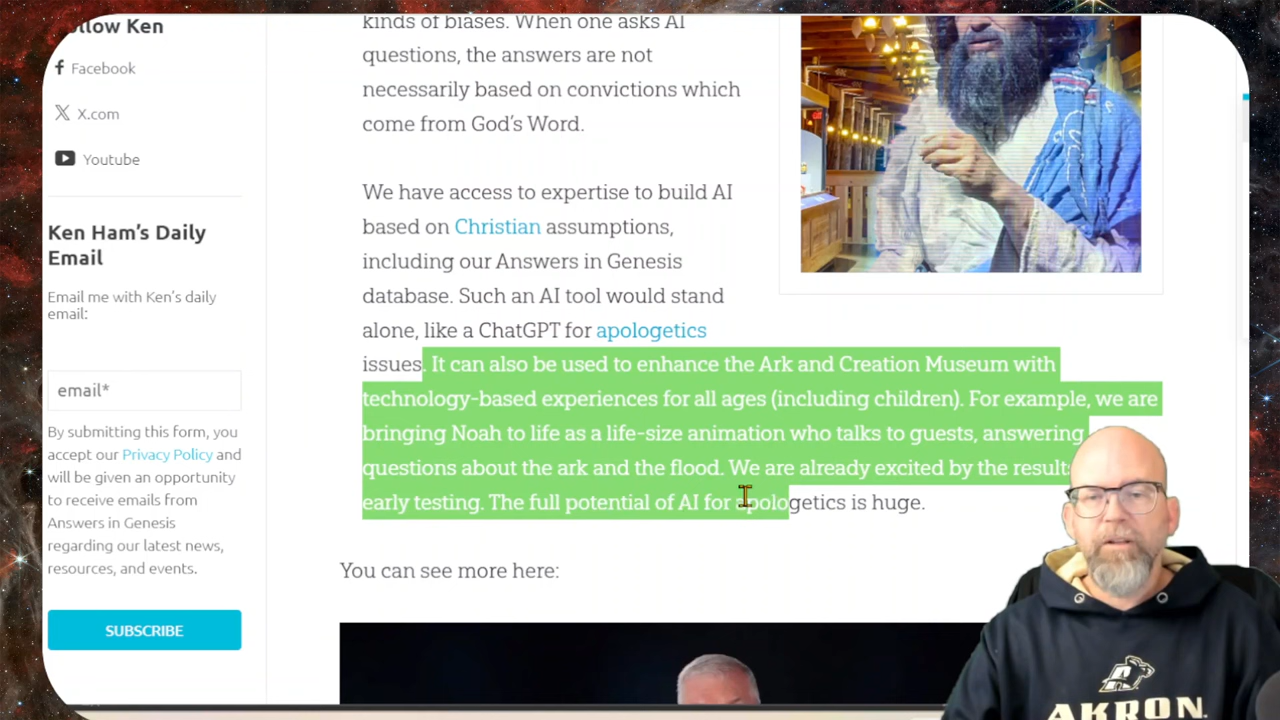 ollow Ken
Facebook
X.com
Youtube
Ken Ham's Daily
Email
Email me with Ken's daily
email:
email*
By submitting this form, you
accept our Privacy Policy and
will be given an opportunity
to receive emails from
Answers in Genesis
regarding our latest news,
resources, and events.
SUBSCRIBE
kinds of biases. When one asks AI
questions, the answers are not
necessarily based on convictions which
come from God's Word.
We have access to expertise to build AI
based on Christian assumptions,
including our Answers in Genesis
database. Such an AI tool would stand
alone, like a ChatGPT for apologetics
issues. It can also be used to enhance the Ark and Creation Museum with
technology-based experiences for all ages (including children). For example, we are
bringing Noah to life as a life-size animation who talks to guests, answering
questions about the ark and the flood. We are already excited by the results
early testing. The full potential of AI for apologetics is huge.
You can see more here:
AKRON